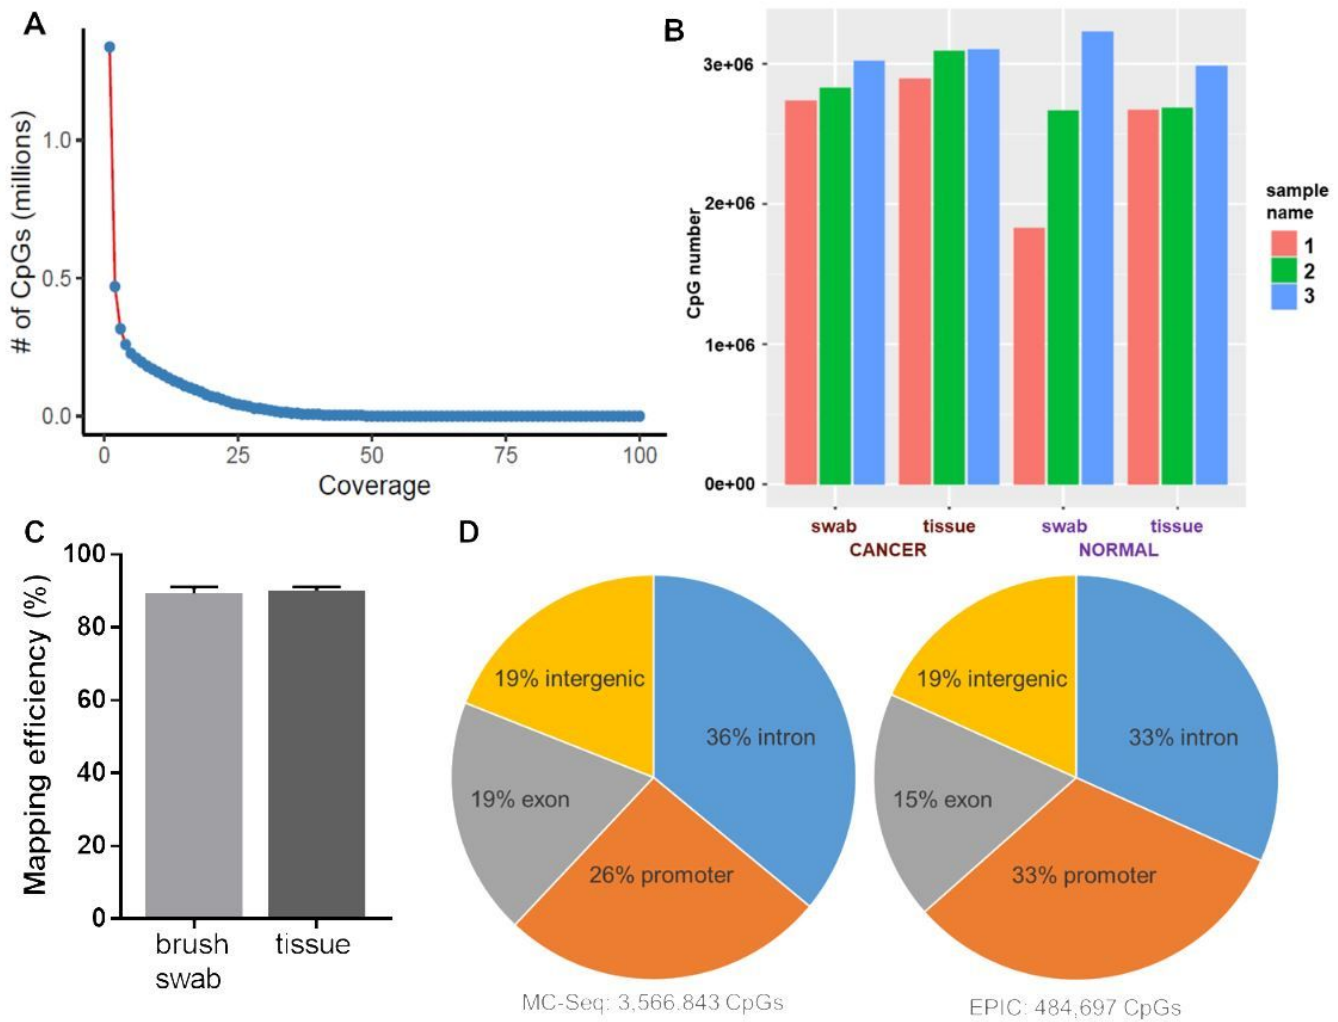 A
# of CpGs (millions)
1.0
0.5
0.0
0 25 50 75 100
Coverage
B
CpG number
3e+06
2e+06
1e+06
0e+00
swab tissue swab tissue
CANCER NORMAL
sample
name
1
2
3
C
Mapping efficiency (%)
100
80
60
40
20
0
brush tissue
swab
D
19% intergenic
36% intron
19% exon
26% promoter
MC-Seq: 3,566.843 CpGs
19% intergenic
33% intron
15% exon
33% promoter
EPIC: 484,697 CpGs